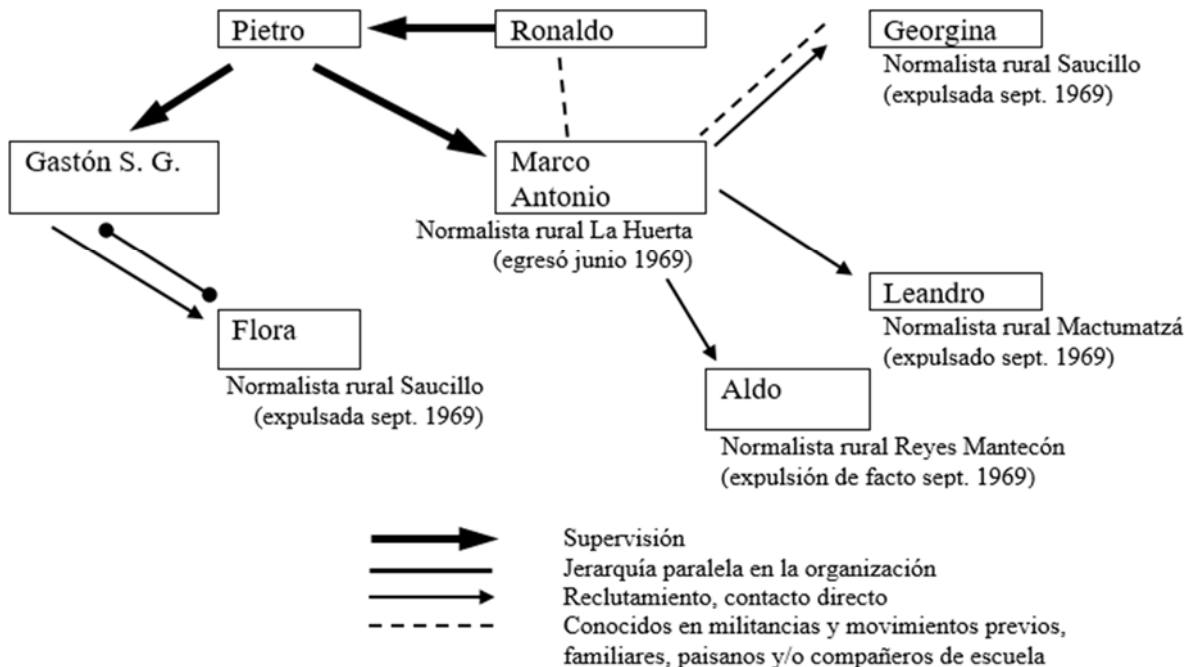 Pietro
Ronaldo
Georgina
Normalista rural Saucillo
(expulsada sept. 1969)
Gastón S. G.
Marco
Antonio
Normalista rural La Huerta
(egresó junio 1969)
Leandro
Normalista rural Mactumatzá
(expulsado sept. 1969)
Flora
Normalista rural Saucillo
(expulsada sept. 1969)
Aldo
Normalista rural Reyes Mantecón
(expulsión de facto sept. 1969)
Supervisión
Jerarquía paralela en la organización
Reclutamiento, contacto directo
Conocidos en militancias y movimientos previos,
familiares, paisanos y/o compañeros de escuela